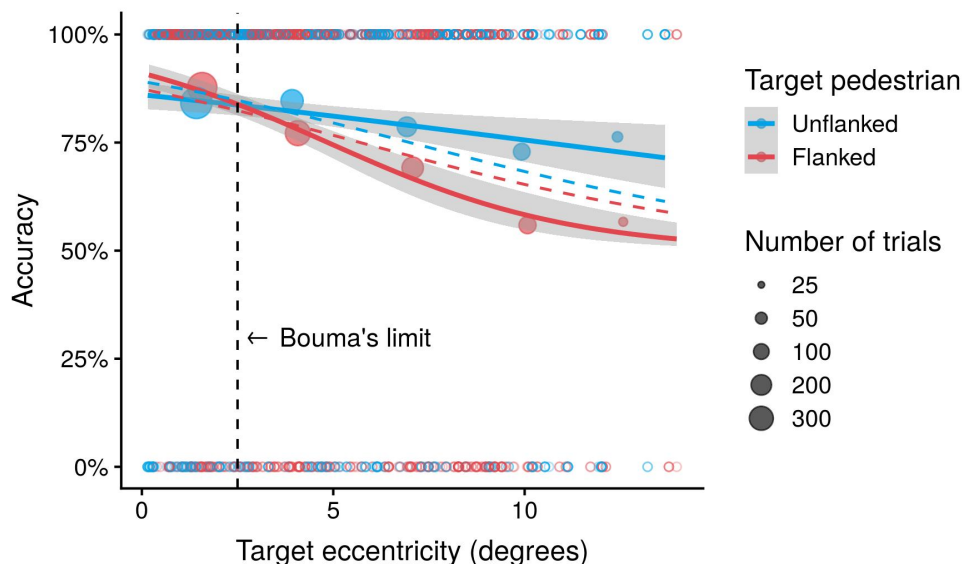 100%
75%
50%
25%
0%
Accuracy
← Bouma's limit
0
5
10
Target eccentricity (degrees)
Target pedestrian
Unflanked
Flanked
Number of trials
25
50
100
200
300